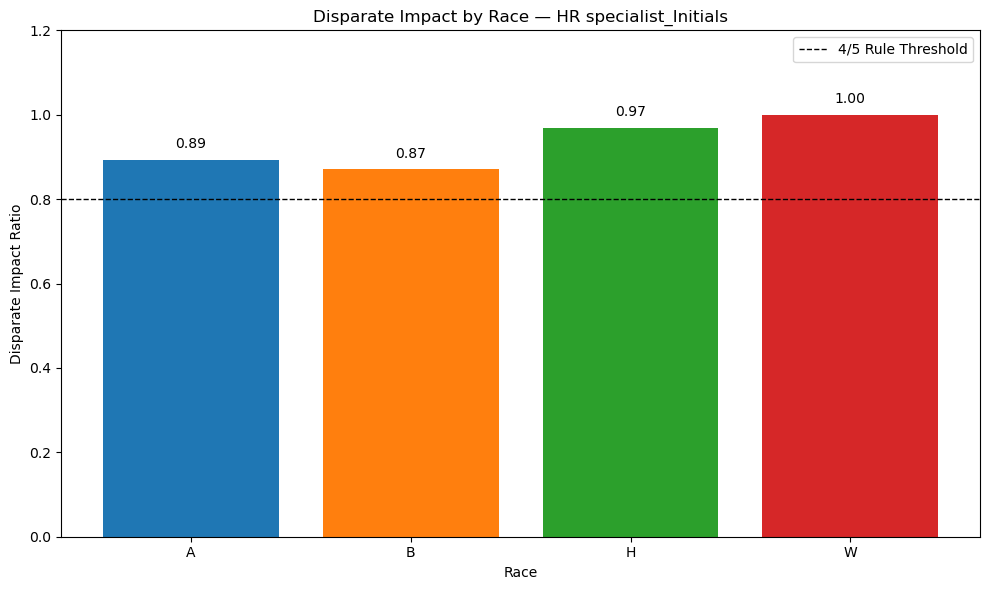 Disparate Impact by Race — HR specialist_Initials
1.2
1.0
0.8
0.6
0.4
0.2
0.0
Disparate Impact Ratio
4/5 Rule Threshold
0.89
0.87
0.97
1.00
A
B
H
W
Race